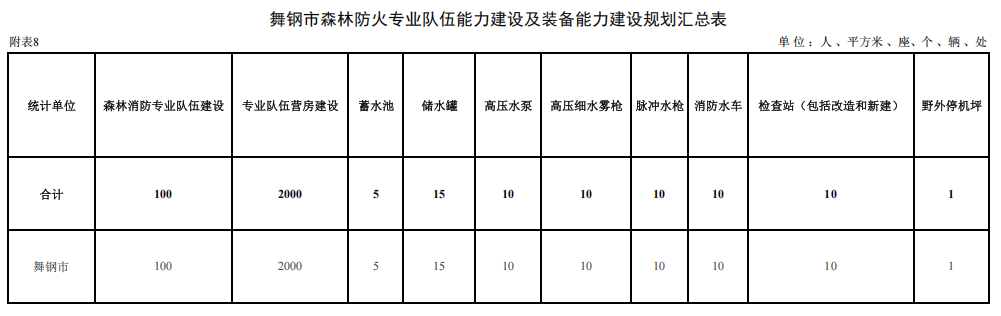 舞钢市森林防火专业队伍能力建设及装备能力建设规划汇总表
附表8 单位：人、平方米、座、个、辆、处
统计单位 森林消防专业队伍建设 专业队伍营房建设 蓄水池 储水罐 高压水泵 高压细水雾枪 脉冲水枪 消防水车 检查站（包括改造和新建） 野外停机坪
合计 100 2000 5 15 10 10 10 10 10 1
舞钢市 100 2000 5 15 10 10 10 10 10 1